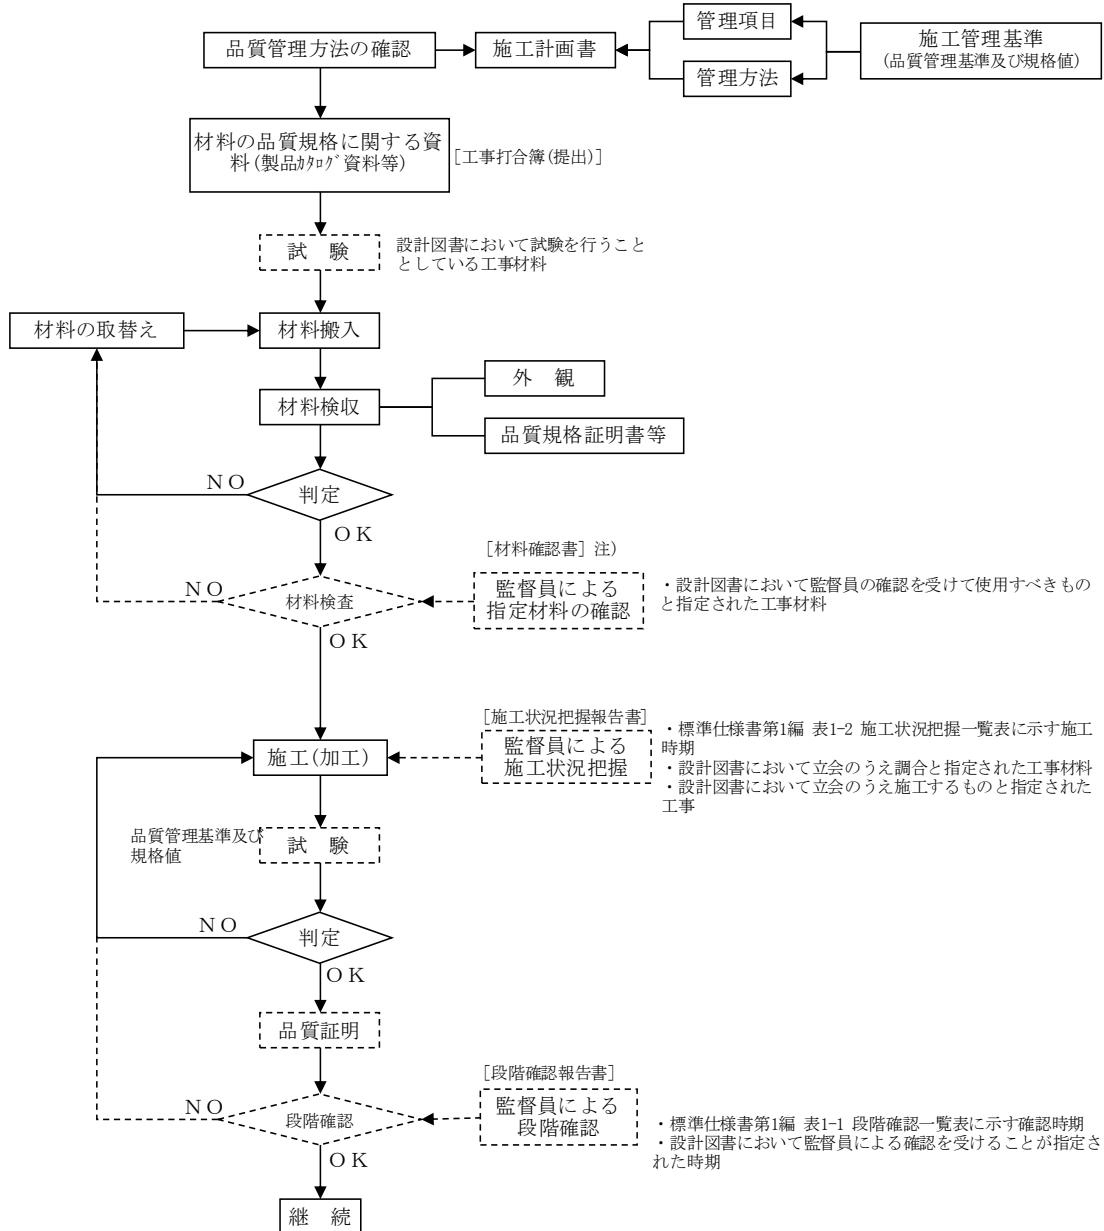 管理項目
品質管理方法の確認
施工計画書
施工管理基準
(品質管理基準及び規格値)
管理方法
材料の品質規格に関する資
料(製品ｶﾀﾛｸﾞ資料等)
[工事打合簿(提出)]
試　験
設計図書において試験を行うこと
としている工事材料
材料の取替え
材料搬入
外　観
材料検収
品質規格証明書等
ＮＯ
判定
ＯＫ
[材料確認書] 注)
ＮＯ
材料検査
監督員による
指定材料の確認
・設計図書において監督員の確認を受けて使用すべきもの
と指定された工事材料
ＯＫ
[施工状況把握報告書]
施工(加工)
監督員による
施工状況把握
・標準仕様書第1編 表1-2 施工状況把握一覧表に示す施工
時期
・設計図書において立会のうえ調合と指定された工事材料
・設計図書において立会のうえ施工するものと指定された
工事
品質管理基準及び
規格値
試　験
ＮＯ
判定
ＯＫ
品質証明
[段階確認報告書]
ＮＯ
段階確認
監督員による
段階確認
・標準仕様書第1編 表1-1 段階確認一覧表に示す確認時期
・設計図書において監督員による確認を受けることが指定さ
れた時期
ＯＫ
継　続